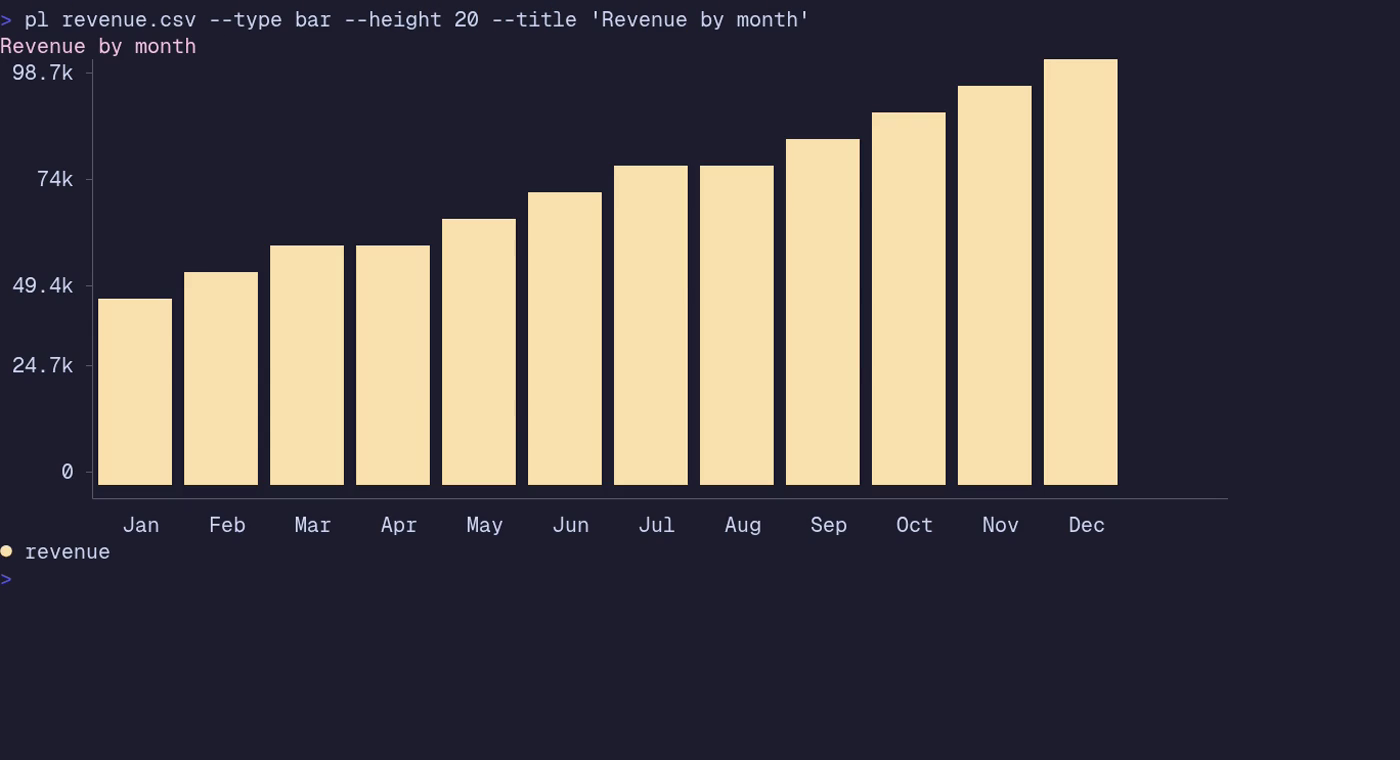 > pl revenue.csv --type bar --height 20 --title 'Revenue by month'
Revenue by month
98.7k
74k
49.4k
24.7k
0
Jan Feb Mar Apr May Jun Jul Aug Sep Oct Nov Dec
revenue
>